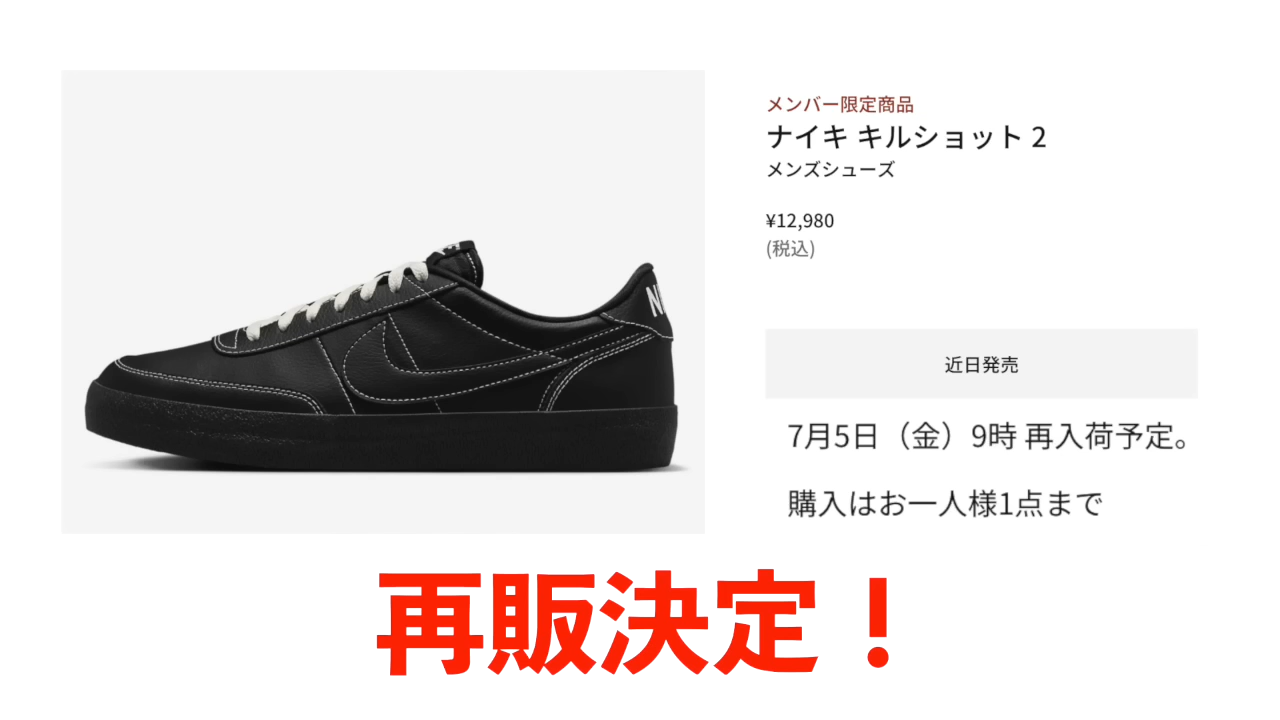 メンバー限定商品
ナイキ キルショット 2
メンズシューズ
¥12,980
(税込)
近日発売
7月5日（金）9時 再入荷予定。
購入はお一人様1点まで
再販決定！